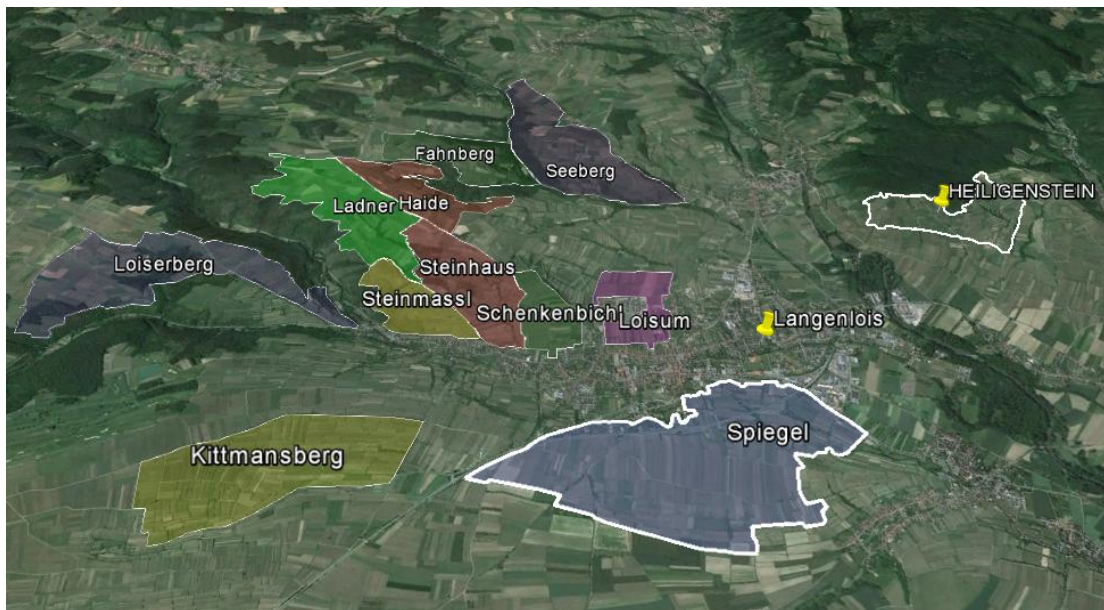 Fahnberg
Seeberg
HEILIGENSTEIN
Ladner
Haide
Loiserberg
Steinhaus
Steinmassl
Schenkenbichl
Loisum
Langenlois
Spiegel
Kittmansberg